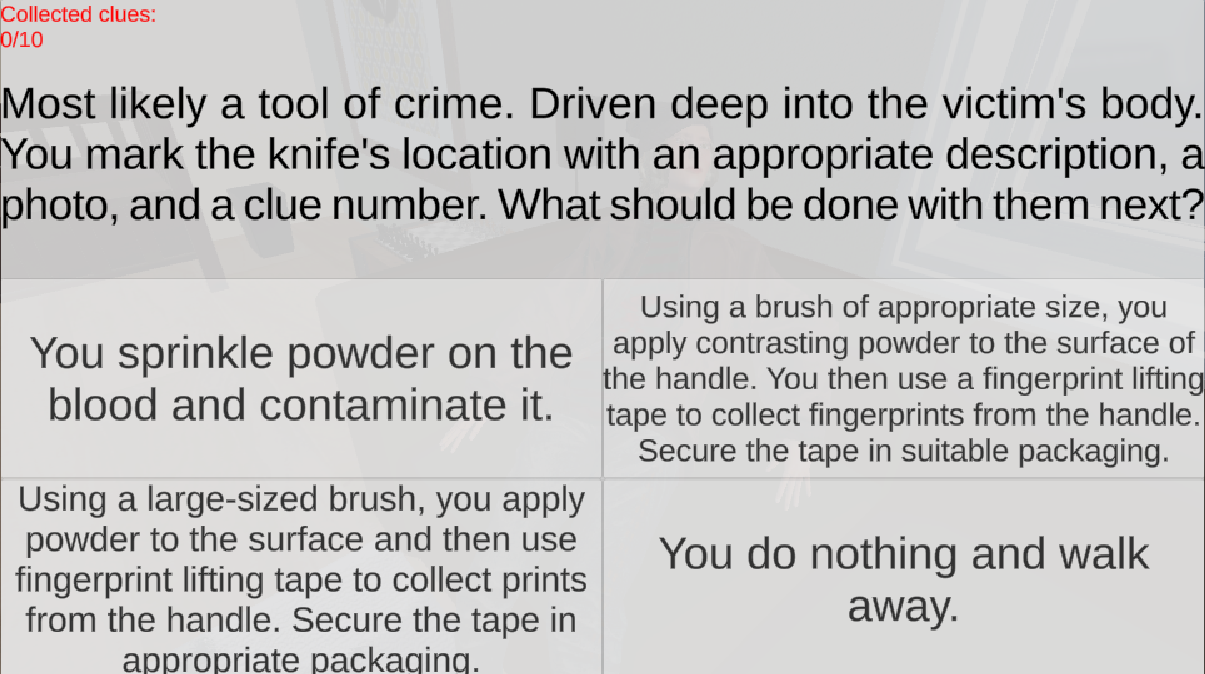 Collected clues:
0/10
Most likely a tool of crime. Driven deep into the victim's body.
You mark the knife's location with an appropriate description, a
photo, and a clue number. What should be done with them next?
You sprinkle powder on the
blood and contaminate it.
Using a brush of appropriate size, you
apply contrasting powder to the surface of
the handle. You then use a fingerprint lifting
tape to collect fingerprints from the handle.
Secure the tape in suitable packaging.
Using a large-sized brush, you apply
powder to the surface and then use
fingerprint lifting tape to collect prints
from the handle. Secure the tape in
appropriate packaging.
You do nothing and walk
away.